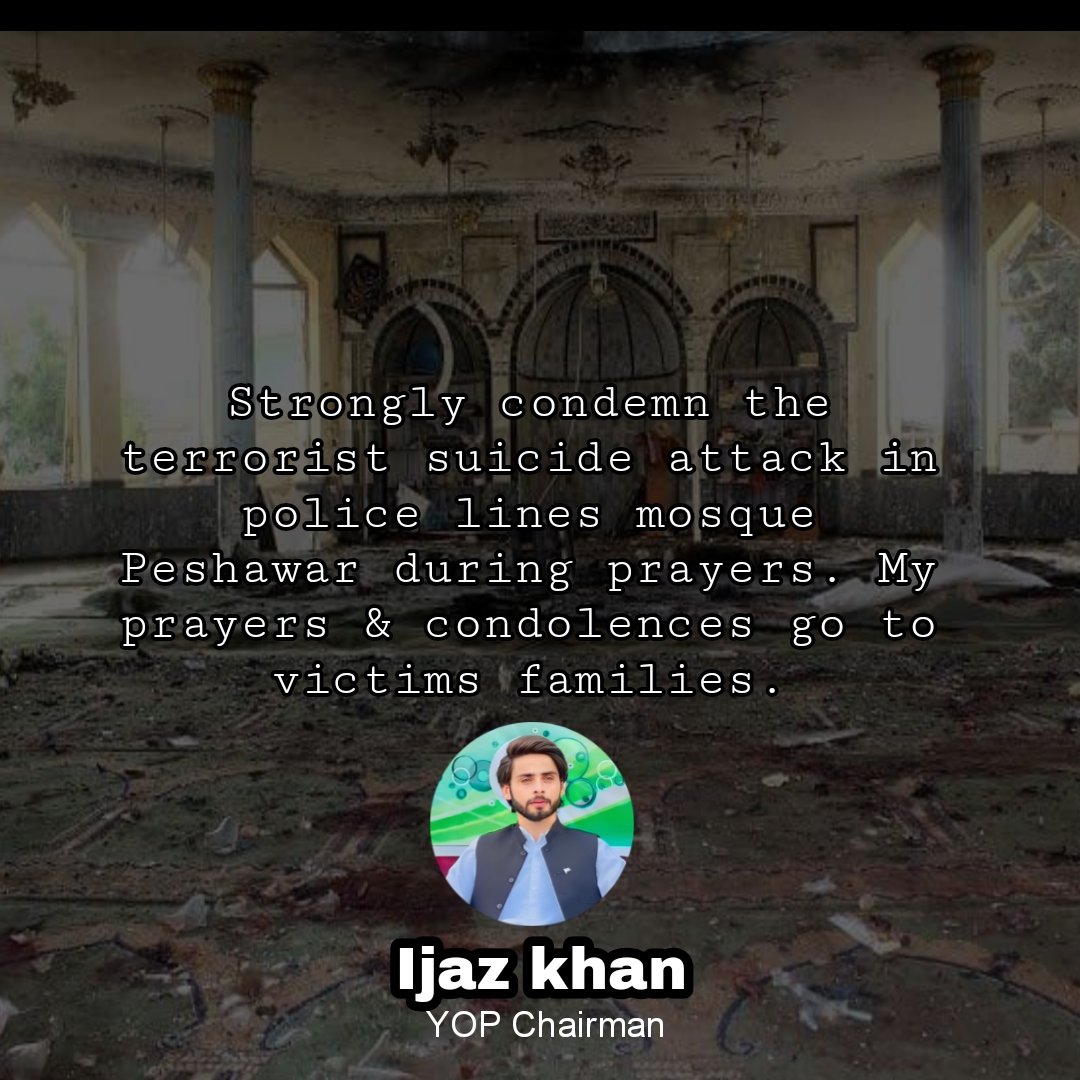 Strongly condemn the
terrorist suicide attack in
police lines mosque
Peshawar during prayers. My
prayers & condolences go to
victims families.
Ijaz khan
YOP Chairman